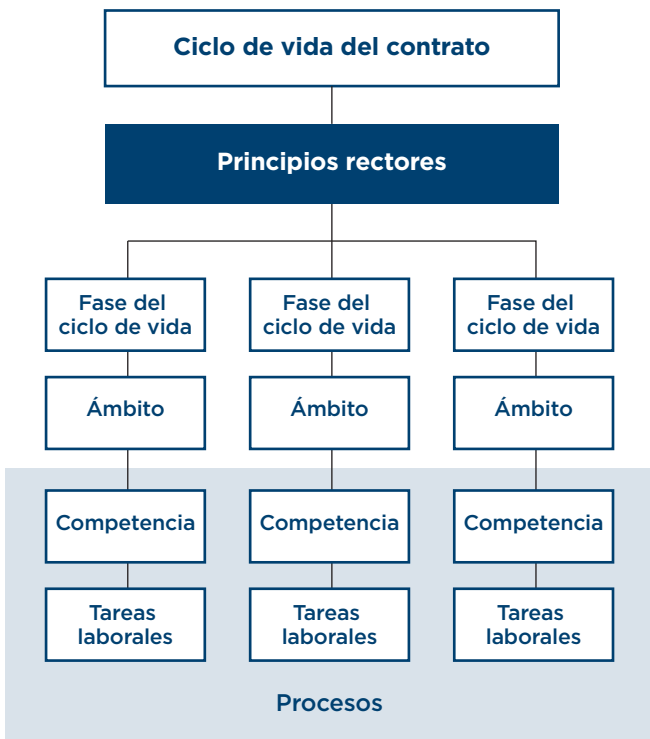 Ciclo de vida del contrato
Principios rectores
Fase del
ciclo de vida
Fase del
ciclo de vida
Fase del
ciclo de vida
Ámbito
Ámbito
Ámbito
Competencia
Competencia
Competencia
Tareas
laborales
Tareas
laborales
Tareas
laborales
Procesos